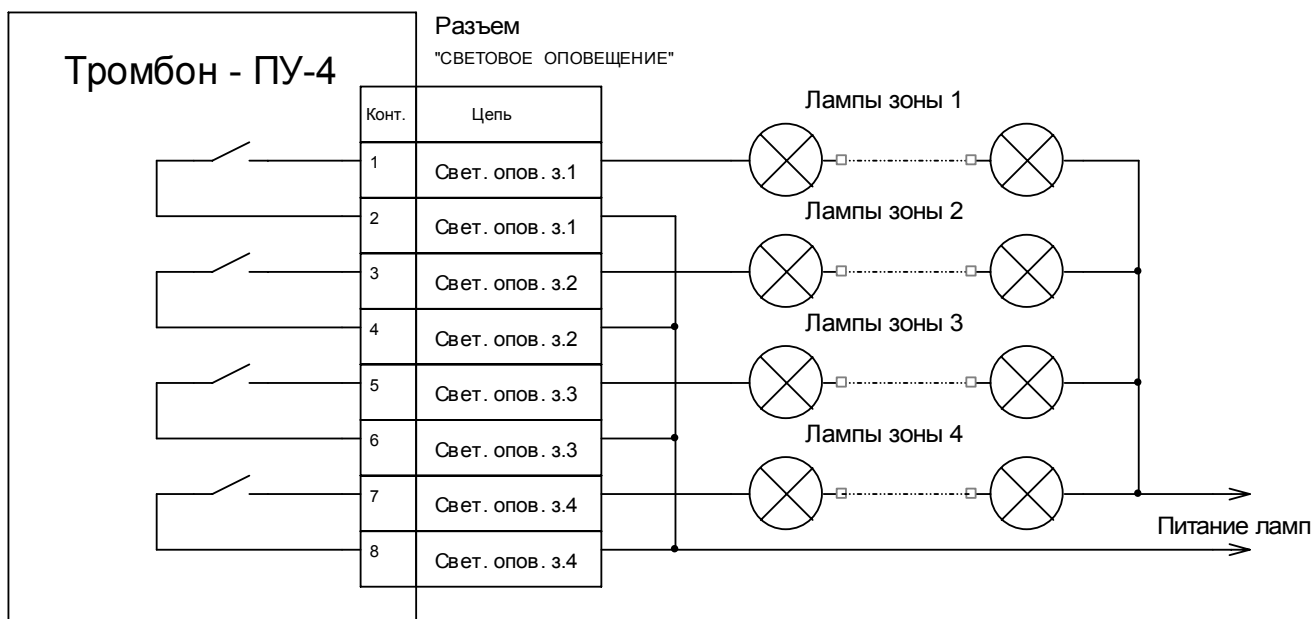 Разъем
"СВЕТОВОЕ ОПОВЕЩЕНИЕ"
Тромбон - ПУ-4
Конт. Цепь
Лампы зоны 1
1 Свет. опов. з.1
2 Свет. опов. з.1
Лампы зоны 2
3 Свет. опов. з.2
4 Свет. опов. з.2
Лампы зоны 3
5 Свет. опов. з.3
6 Свет. опов. з.3
Лампы зоны 4
7 Свет. опов. з.4
Питание ламп
8 Свет. опов. з.4